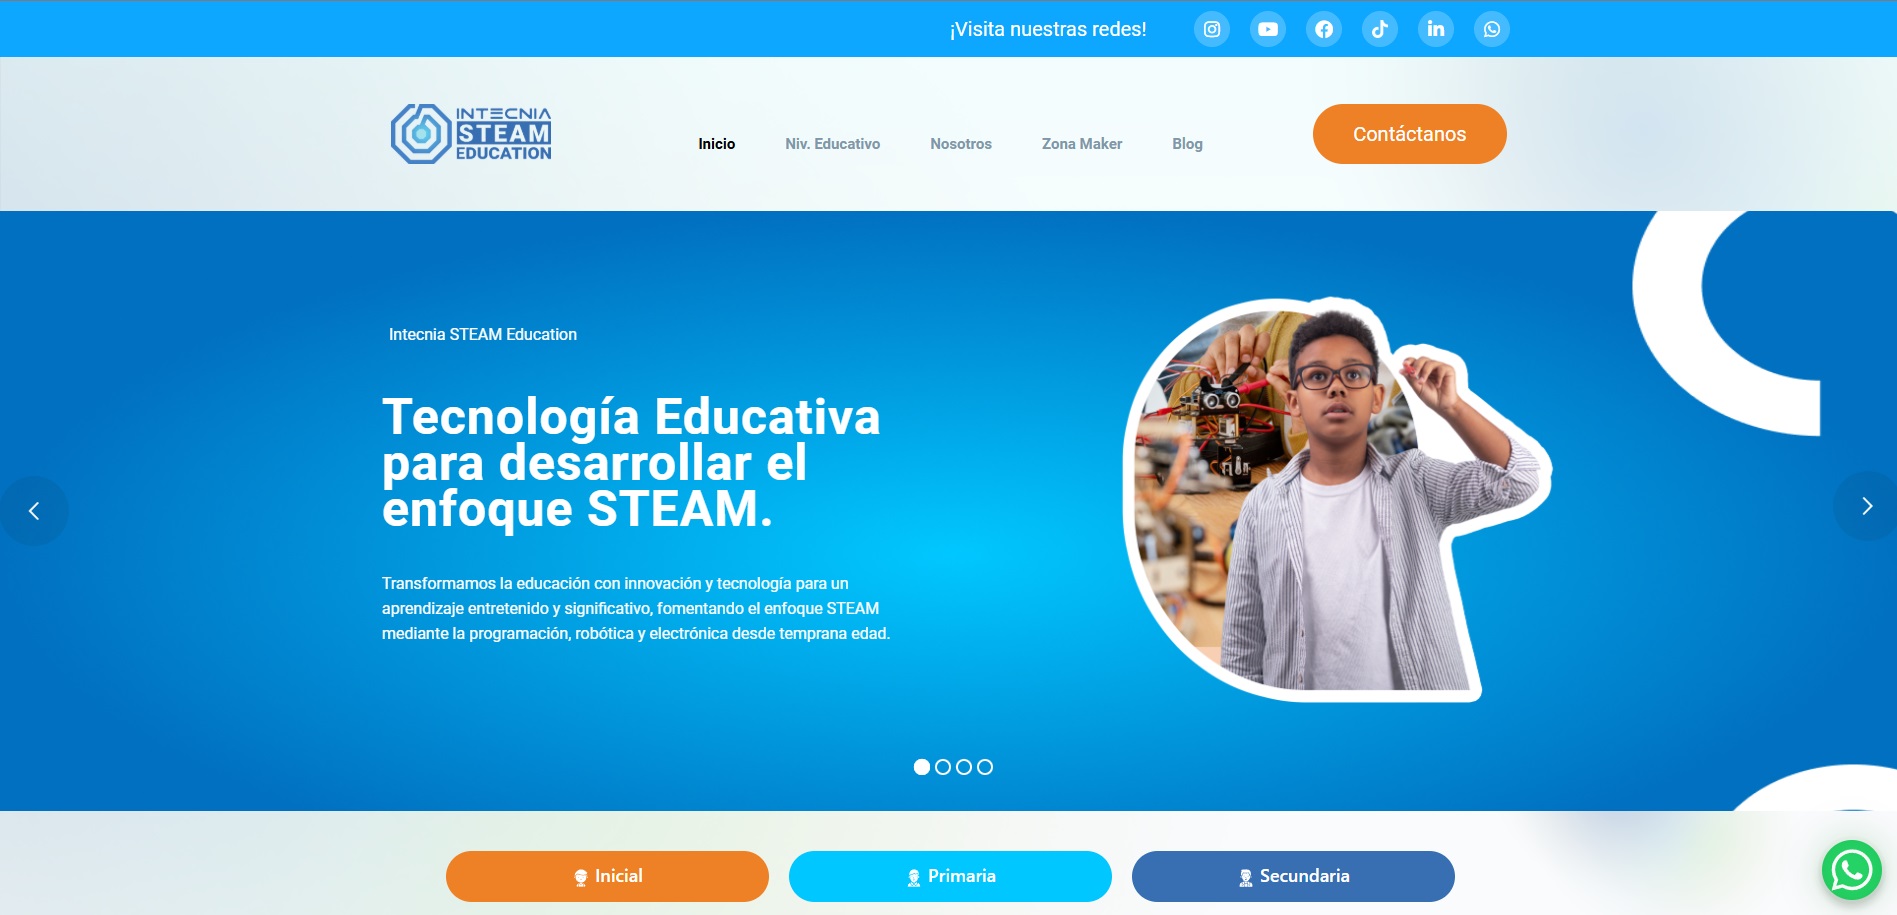 ¡Visita nuestras redes!
INTECNIA
STEAM
EDUCATION
Inicio
Niv. Educativo
Nosotros
Zona Maker
Blog
Contáctanos
Intecnia STEAM Education
Tecnología Educativa
para desarrollar el
enfoque STEAM.
Transformamos la educación con innovación y tecnología para un
aprendizaje entretenido y significativo, fomentando el enfoque STEAM
mediante la programación, robótica y electrónica desde temprana edad.
Inicial
Primaria
Secundaria